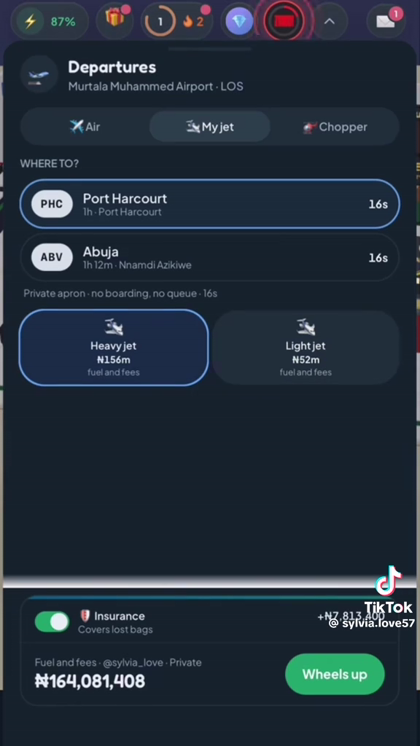 87%
1
2
1
Departures
Murtala Muhammed Airport · LOS
Air
My jet
Chopper
WHERE TO?
PHC
Port Harcourt
1h · Port Harcourt
16s
ABV
Abuja
1h 12m · Nnamdi Azikiwe
16s
Private apron · no boarding, no queue · 16s
Heavy jet
₦156m
fuel and fees
Light jet
₦52m
fuel and fees
TikTok
@ sylvia.love57
Insurance
+₦7,813,400
Covers lost bags
Fuel and fees · @sylvia_love · Private
₦164,081,408
Wheels up